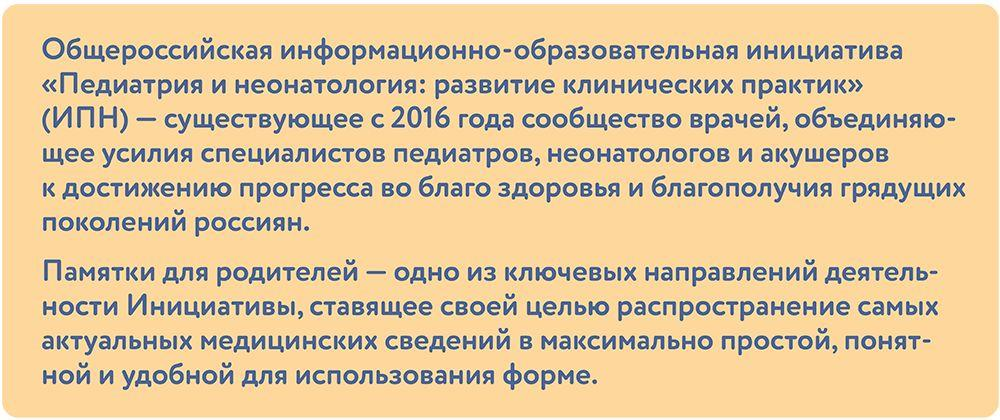 Общероссийская информационно-образовательная инициатива
«Педиатрия и неонатология: развитие клинических практик»
(ИПН) — существующее с 2016 года сообщество врачей, объединяю-
щее усилия специалистов педиатров, неонатологов и акушеров
к достижению прогресса во благо здоровья и благополучия грядущих
поколений россиян.
Памятки для родителей — одно из ключевых направлений деятель-
ности Инициативы, ставящее своей целью распространение самых
актуальных медицинских сведений в максимально простой, понят-
ной и удобной для использования форме.